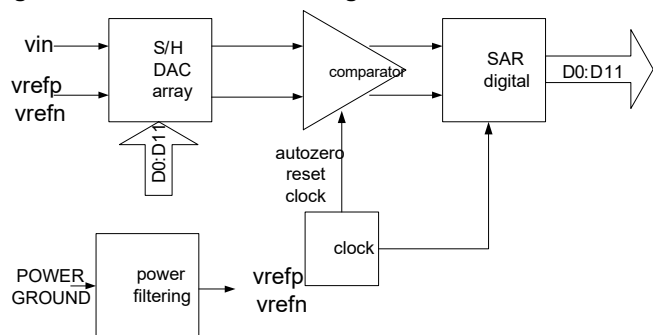 vin
vrefp
vrefn
S/H
DAC
array
D0:D11
comparator
SAR
digital
D0:D11
autozero
reset
clock
clock
POWER
GROUND
power
filtering
vrefp
vrefn